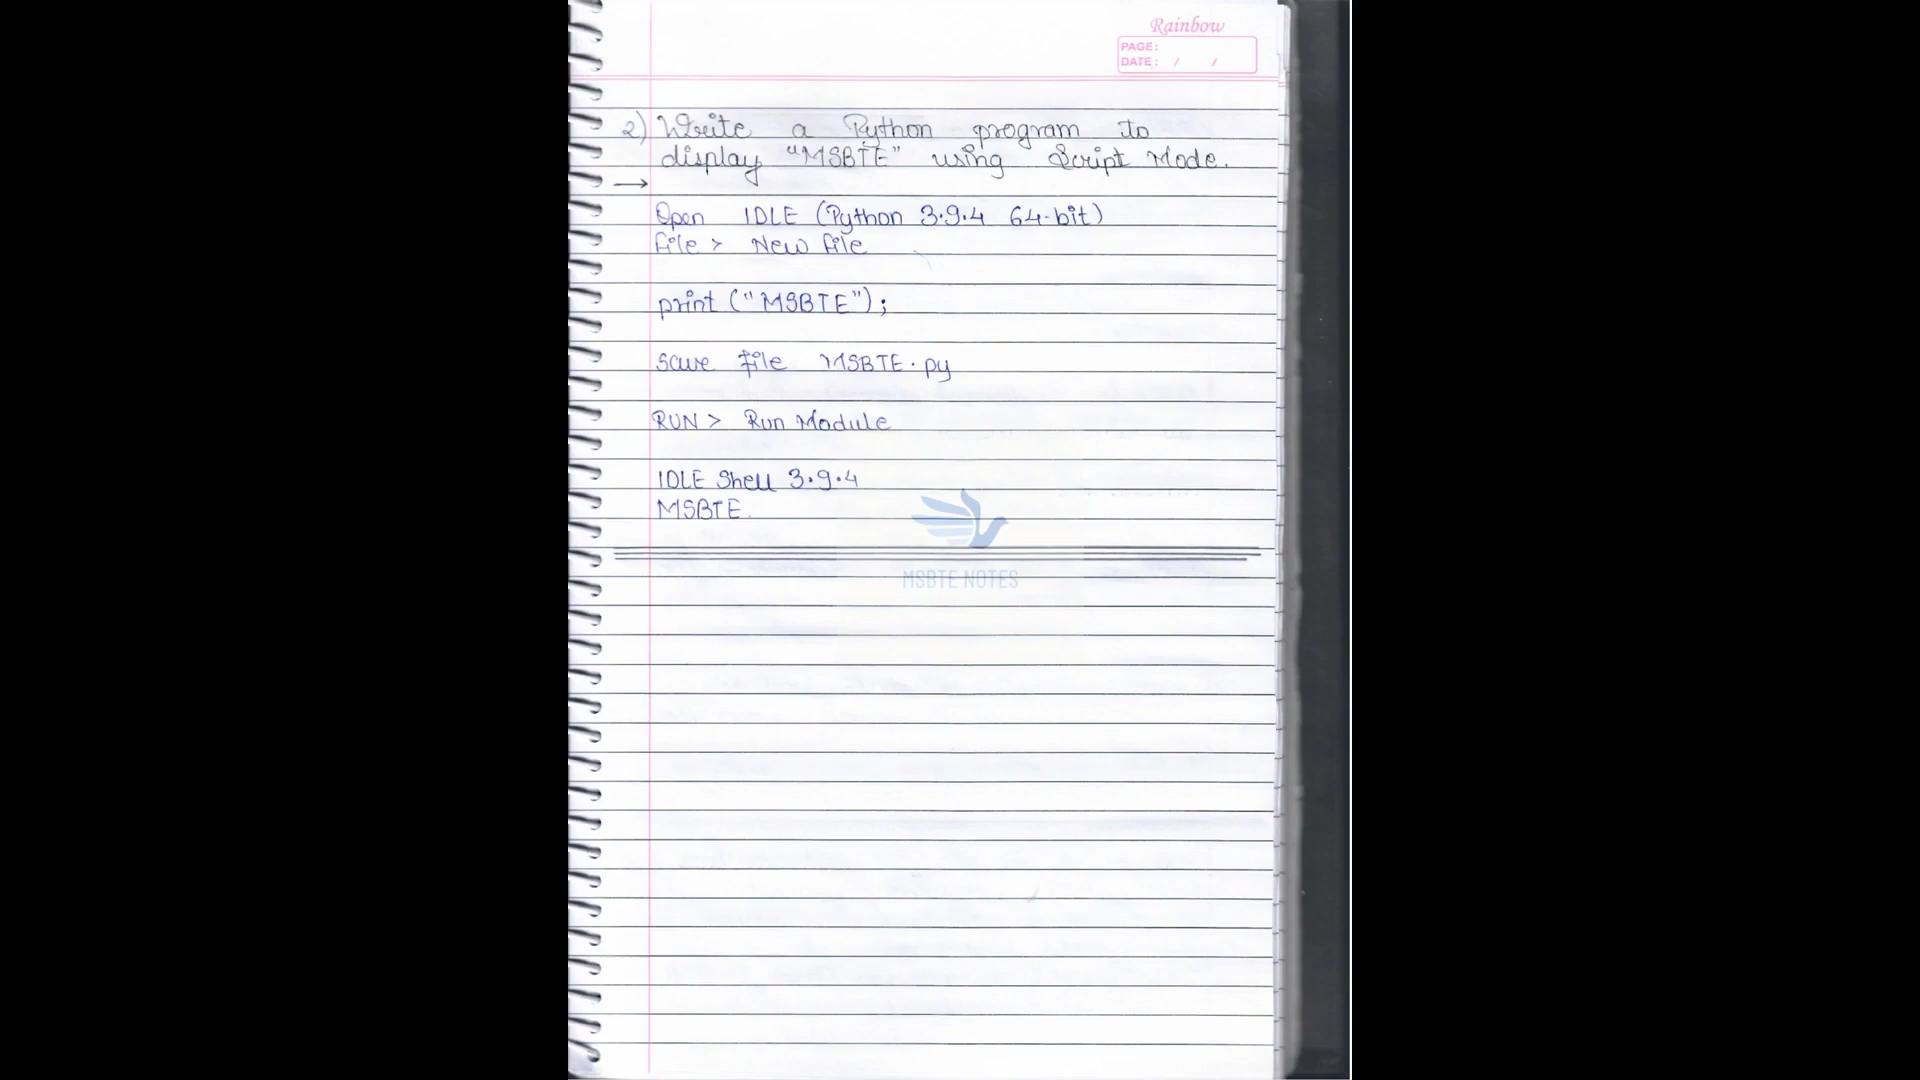 Rainbow
PAGE:
DATE: / /
2) Write a Python program to
display "MSBTE" using Script Mode.
→
Open IDLE (Python 3.9.4 64-bit)
File > New file
print ("MSBTE");
save file MSBTE.py
RUN > Run Module
IDLE Shell 3.9.4
MSBTE.
MSBTE NOTES